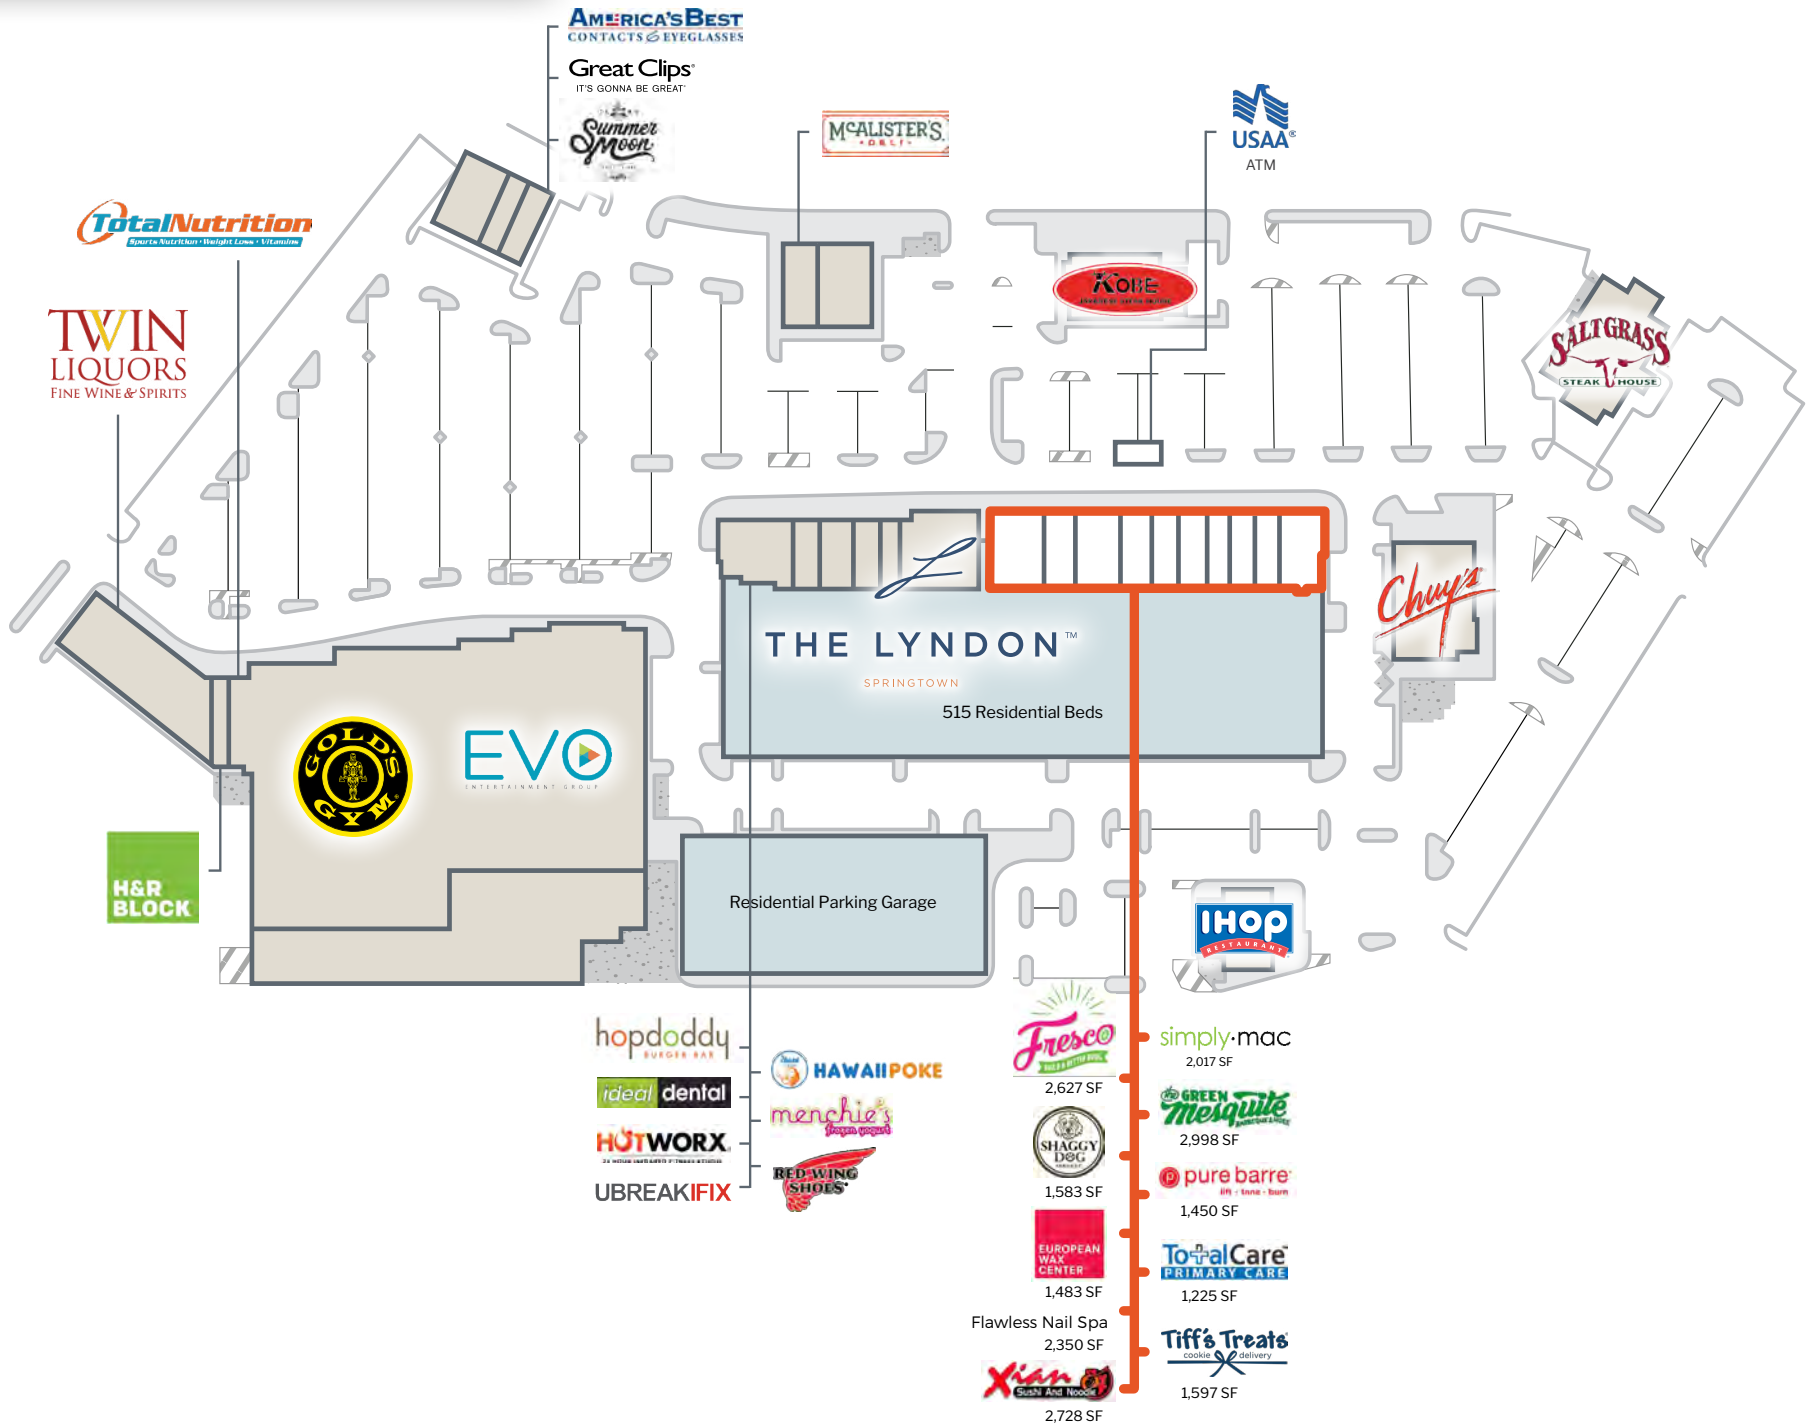 AMERICA'S BEST
CONTACTS & EYEGLASSES
Great Clips®
IT'S GONNA BE GREAT®
Summer
Moon
McALISTER'S
DELI
USAA®
ATM
TotalNutrition
Sports Nutrition • Weight Loss • Vitamins
KOBE
TWIN
LIQUORS
FINE WINE & SPIRITS
SALTGRASS
STEAK HOUSE
Chuy's
THE LYNDON™
SPRINGTOWN
515 Residential Beds
GOLD'S
GYM®
EVO
ENTERTAINMENT GROUP
H&R
BLOCK
Residential Parking Garage
IHOP
RESTAURANT
hopdoddy
BURGER BAR
HAWAIIPOKE
ideal dental
menchie's
frozen yogurt
HOTWORX
RED WING
SHOES®
UBREAKIFIX
Fresco
2,627 SF
simply•mac
2,017 SF
the GREEN
mesquite
2,998 SF
SHAGGY
DOG
1,583 SF
pure barre
lift • tone • burn
1,450 SF
EUROPEAN
WAX
CENTER
1,483 SF
TotalCare
PRIMARY CARE
1,225 SF
Flawless Nail Spa
2,350 SF
Tiff's Treats
cookie delivery
1,597 SF
Xian
Sushi And Noodle
2,728 SF